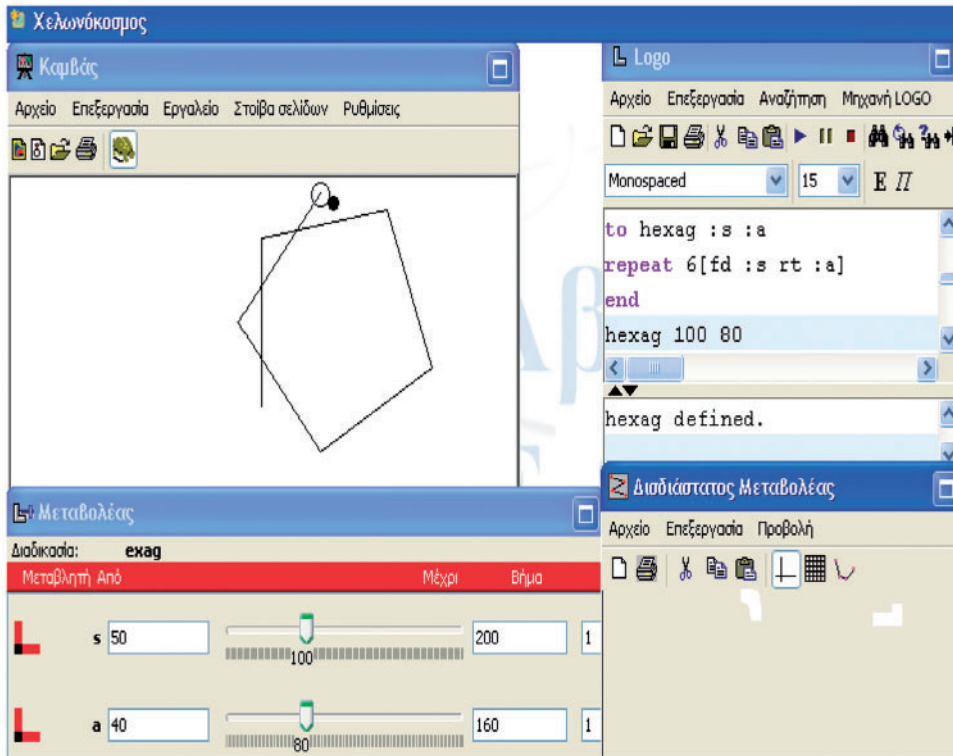 Χελωνόκοσμος
Καμβάς
Αρχείο Επεξεργασία Εργαλείο Στοίβα σελίδων Ρυθμίσεις
Logo
Αρχείο Επεξεργασία Αναζήτηση Μηχανή LOGO
Monospaced 15 Ε Π
to hexag :s :a
repeat 6[fd :s rt :a]
end
hexag 100 80
hexag defined.
Μεταβολέας
Διαδικασία: exag
Μεταβλητή Από Μέχρι Βήμα
s 50 100 200 1
a 40 80 160 1
Δισδιάστατος Μεταβολέας
Αρχείο Επεξεργασία Προβολή